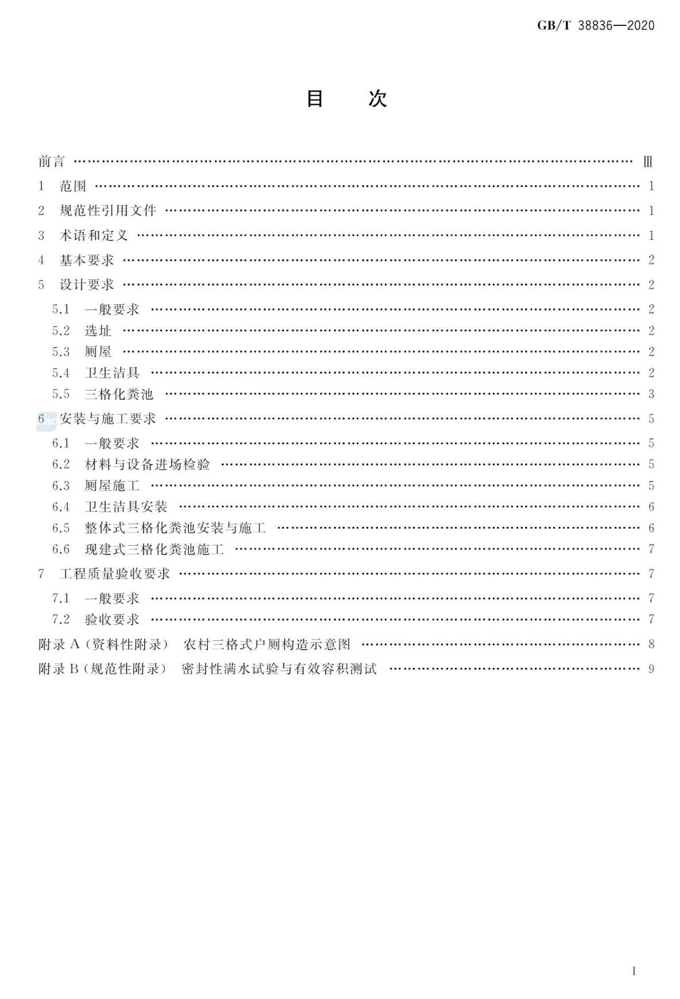 GB/T 38836—2020
目 次
前言 …………………………………………………………………… Ⅲ
1 范围 …………………………………………………………………… 1
2 规范性引用文件 …………………………………………………………………… 1
3 术语和定义 …………………………………………………………………… 1
4 基本要求 …………………………………………………………………… 2
5 设计要求 …………………………………………………………………… 2
5.1 一般要求 …………………………………………………………………… 2
5.2 选址 …………………………………………………………………… 2
5.3 厕屋 …………………………………………………………………… 2
5.4 卫生洁具 …………………………………………………………………… 2
5.5 三格化粪池 …………………………………………………………………… 3
6 安装与施工要求 …………………………………………………………………… 5
6.1 一般要求 …………………………………………………………………… 5
6.2 材料与设备进场检验 …………………………………………………………………… 5
6.3 厕屋施工 …………………………………………………………………… 5
6.4 卫生洁具安装 …………………………………………………………………… 6
6.5 整体式三格化粪池安装与施工 …………………………………………………………………… 6
6.6 现建式三格化粪池施工 …………………………………………………………………… 7
7 工程质量验收要求 …………………………………………………………………… 7
7.1 一般要求 …………………………………………………………………… 7
7.2 验收要求 …………………………………………………………………… 7
附录 A（资料性附录） 农村三格式户厕构造示意图 …………………………………………………… 8
附录 B（规范性附录） 密封性满水试验与有效容积测试 ……………………………………………… 9
I